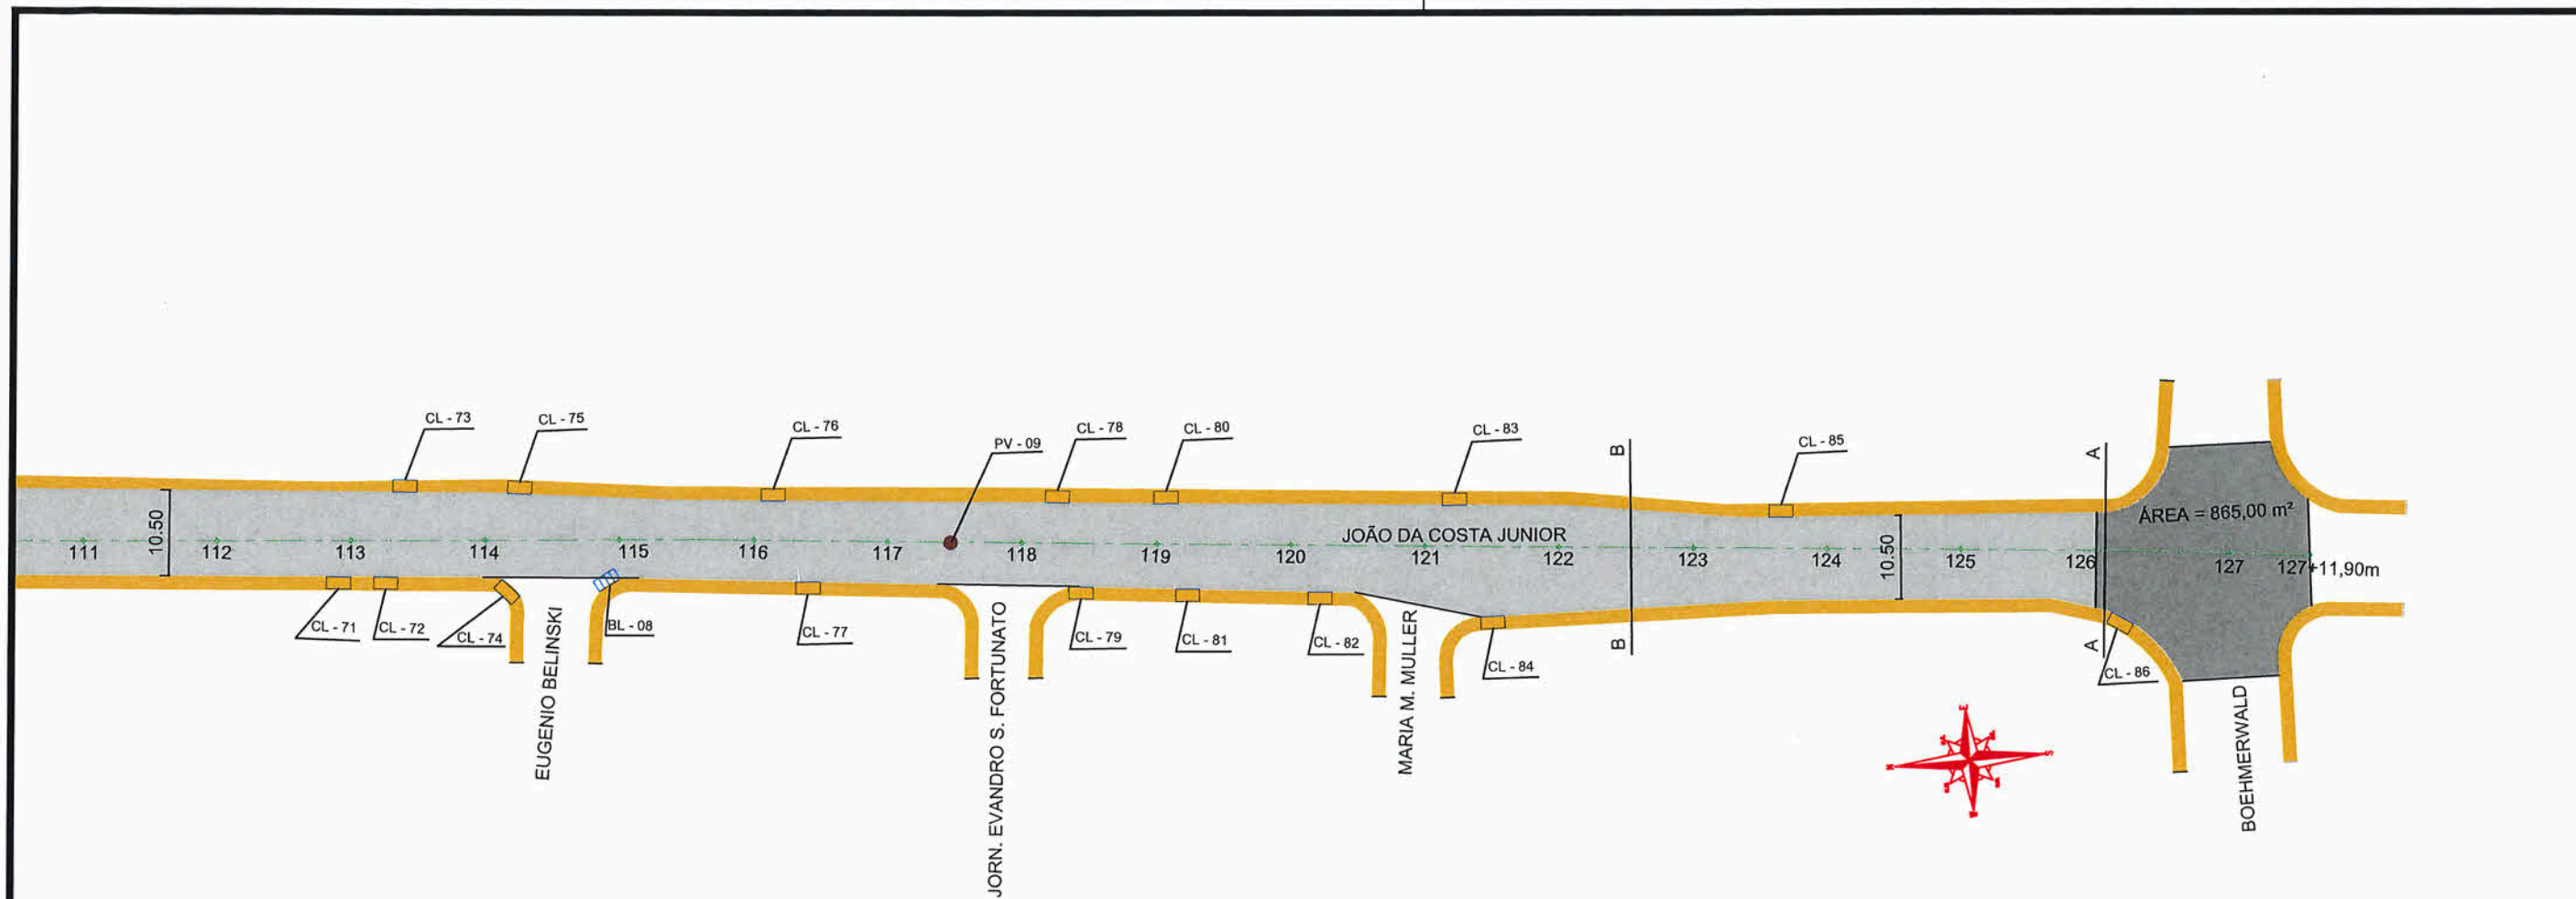 CL - 73
CL - 75
CL - 76
PV - 09
CL - 78
CL - 80
CL - 83
CL - 85
B
A
10.50
JOÃO DA COSTA JUNIOR
10.50
ÁREA = 865,00 m²
111
112
113
114
115
116
117
118
119
120
121
122
123
124
125
126
127
127+11,90m
CL - 71
CL - 72
CL - 74
BL - 08
CL - 77
CL - 79
CL - 81
CL - 82
CL - 84
B
A
CL - 86
EUGENIO BELINSKI
JORN. EVANDRO S. FORTUNATO
MARIA M. MULLER
BOEHMERWALD
E
S